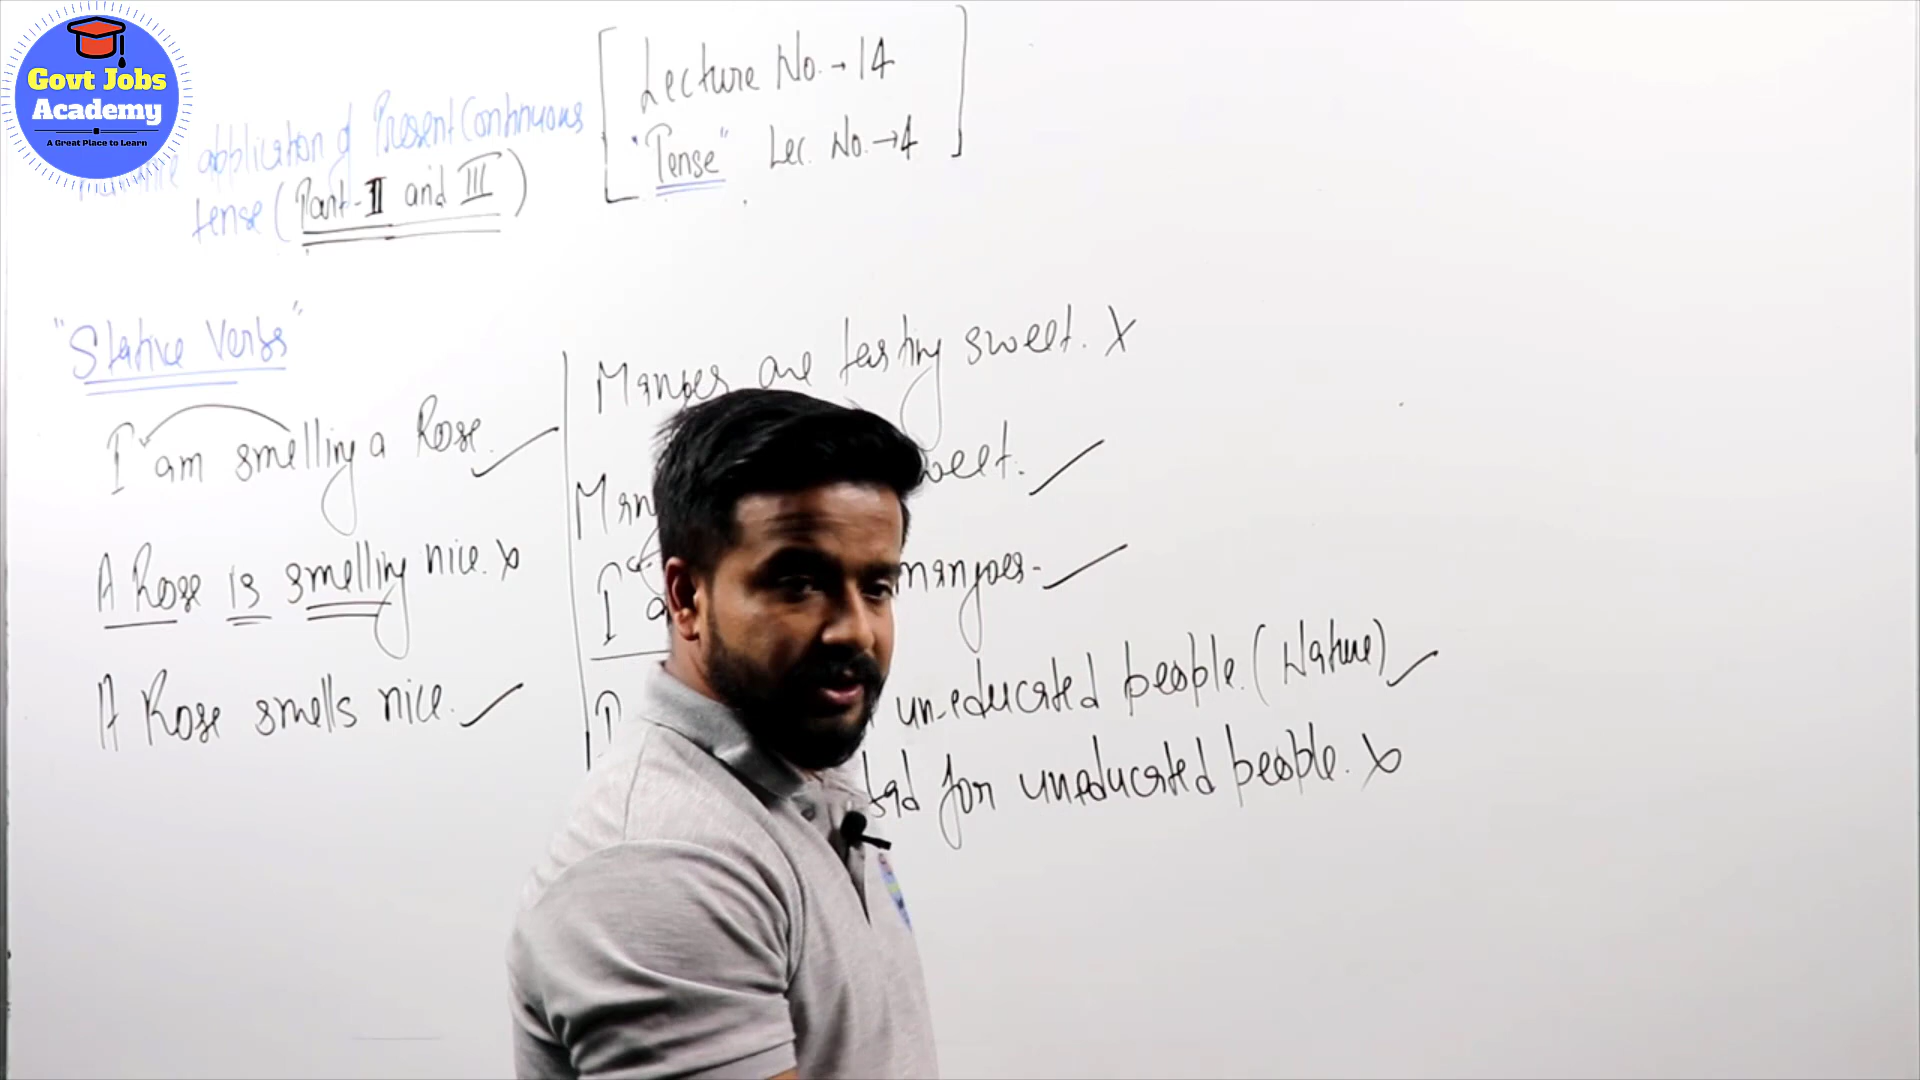 Govt Jobs
Academy
A Great Place to Learn
application of Present Continuous
tense (Part-II and III)
Lecture No. → 14
"Tense" Lec. No. → 4
"Stative Verbs"
I am smelling a Rose.
A Rose is smelling nice. x
A Rose smells nice.
Mangoes are tasting sweet. x
I mangoes.
I un-educated people. (Nature)
for uneducated people. x